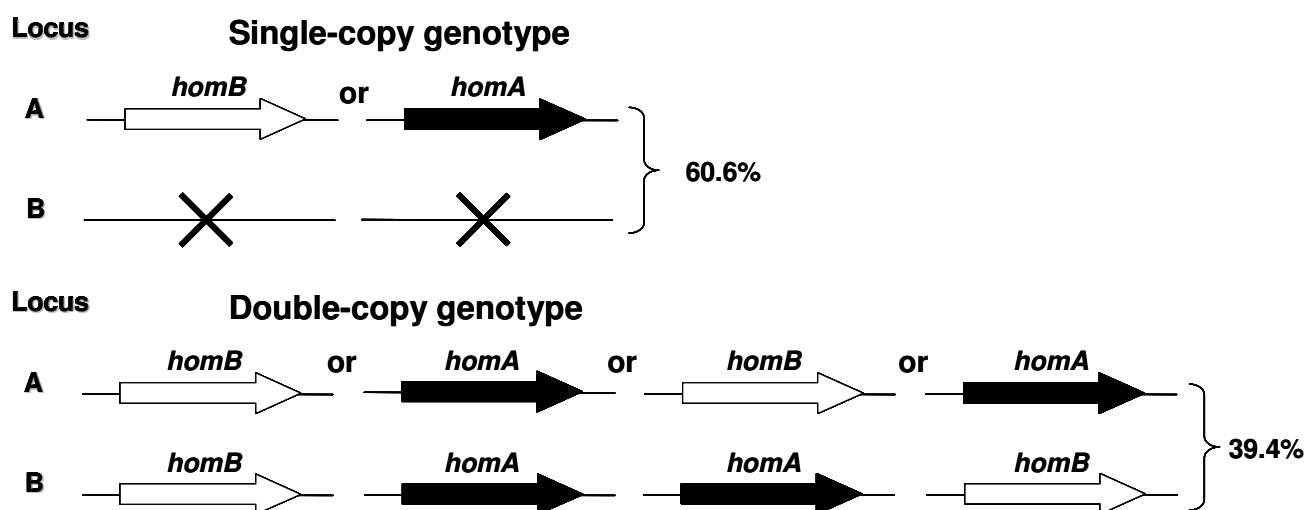 Locus Single-copy genotype
homB or homA
A
60.6%
B
Locus Double-copy genotype
homB or homA or homB or homA
A
39.4%
homB homA homA homB
B